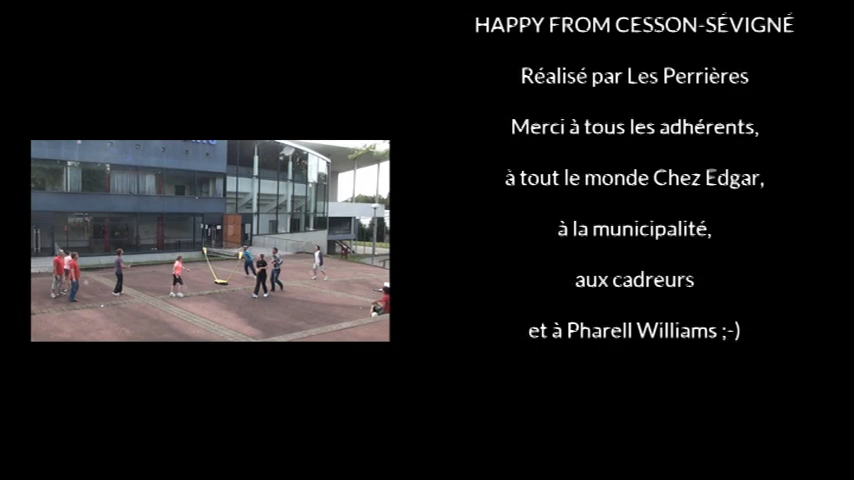 HAPPY FROM CESSON-SÉVIGNÉ
Réalisé par Les Perrières
Merci à tous les adhérents,
à tout le monde Chez Edgar,
à la municipalité,
aux cadreurs
et à Pharell Williams ;-)